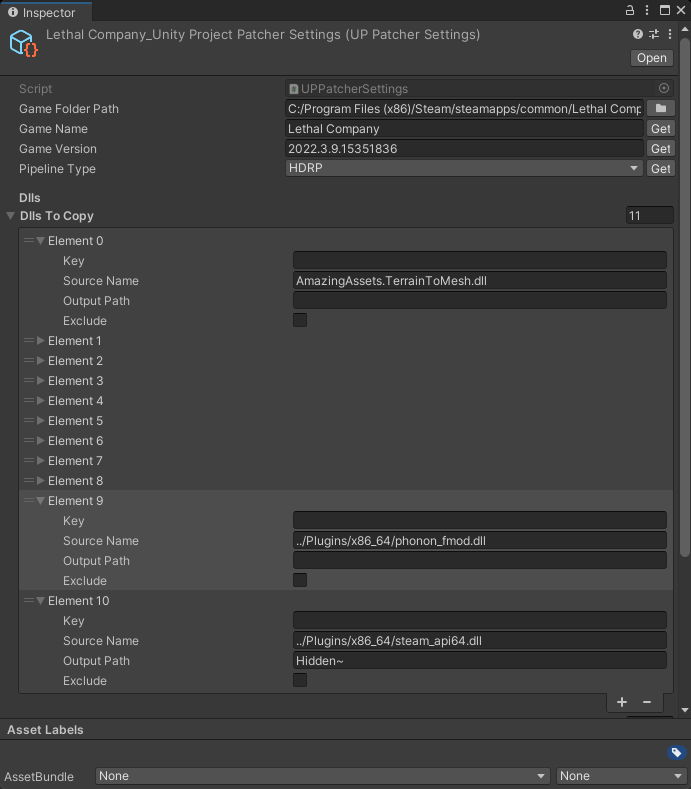 Inspector
Lethal Company_Unity Project Patcher Settings (UP Patcher Settings)
Open
Script UPPatcherSettings
Game Folder Path C:/Program Files (x86)/Steam/steamapps/common/Lethal Comp
Game Name Lethal Company Get
Game Version 2022.3.9.15351836 Get
Pipeline Type HDRP Get
Dlls
Dlls To Copy 11
Element 0
Key
Source Name AmazingAssets.TerrainToMesh.dll
Output Path
Exclude
Element 1
Element 2
Element 3
Element 4
Element 5
Element 6
Element 7
Element 8
Element 9
Key
Source Name ../Plugins/x86_64/phonon_fmod.dll
Output Path
Exclude
Element 10
Key
Source Name ../Plugins/x86_64/steam_api64.dll
Output Path Hidden~
Exclude
Asset Labels
AssetBundle None None